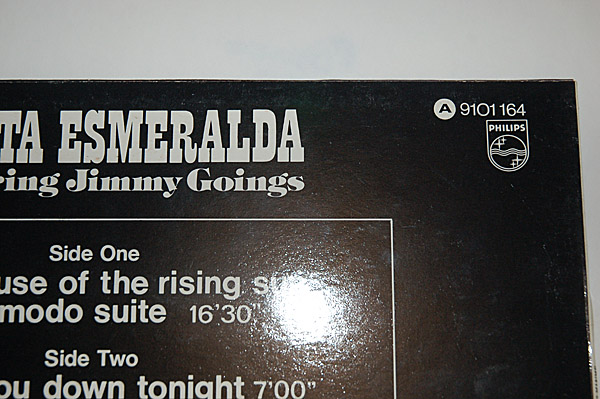 TA ESMERALDA
ring Jimmy Goings
A 9101 164
PHILIPS
Side One
use of the rising su
modo suite 16'30"
Side Two
ou down tonight 7'00"